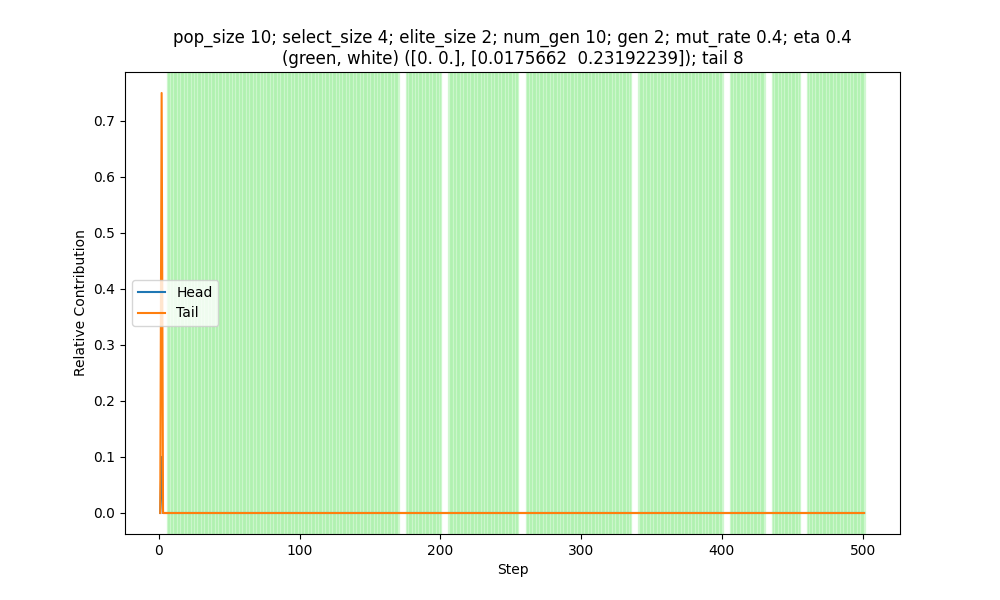 pop_size 10; select_size 4; elite_size 2; num_gen 10; gen 2; mut_rate 0.4; eta 0.4
(green, white) ([0. 0.], [0.0175662  0.23192239]); tail 8
0.7
0.6
0.5
0.4
0.3
0.2
0.1
0.0
Relative Contribution
Head
Tail
0
100
200
300
400
500
Step